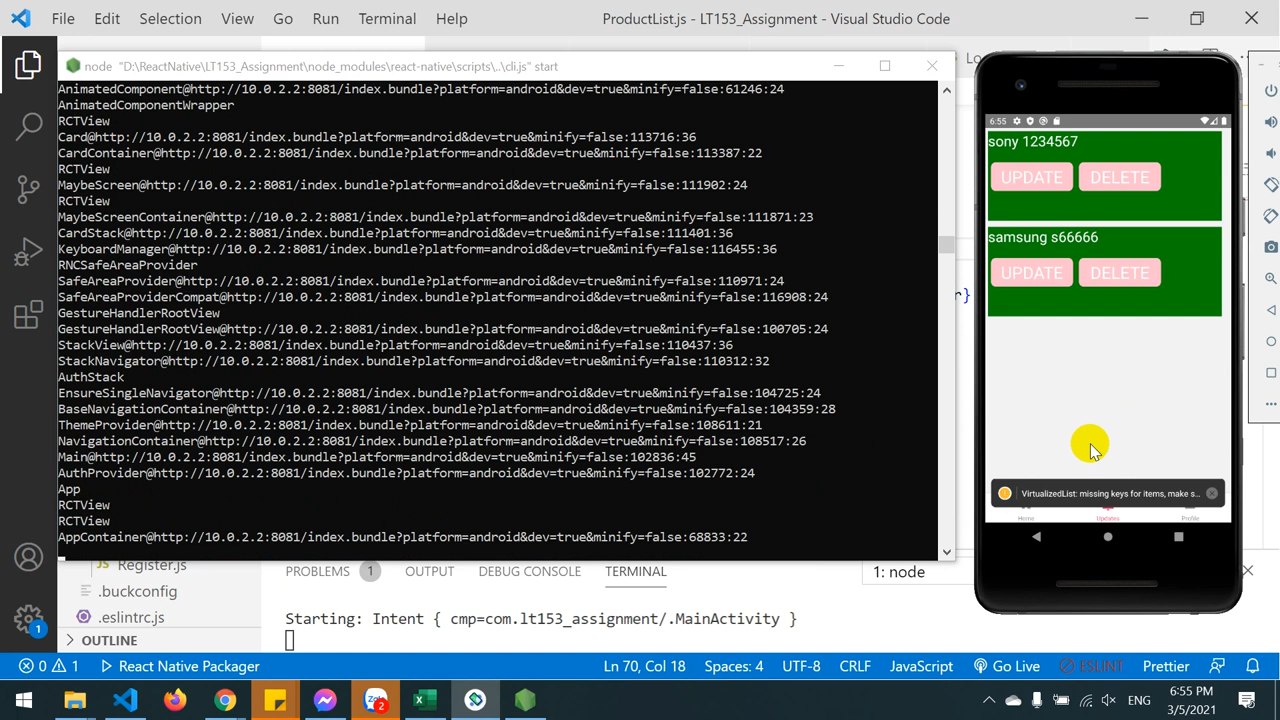 File Edit Selection View Go Run Terminal Help ProductList.js - LT153_Assignment - Visual Studio Code
node "D:\ReactNative\LT153_Assignment\node_modules\react-native\scripts\..\cli.js" start
AnimatedComponent@http://10.0.2.2:8081/index.bundle?platform=android&dev=true&minify=false:61246:24
AnimatedComponentWrapper
RCTView
Card@http://10.0.2.2:8081/index.bundle?platform=android&dev=true&minify=false:113716:36
CardContainer@http://10.0.2.2:8081/index.bundle?platform=android&dev=true&minify=false:113387:22
RCTView
MaybeScreen@http://10.0.2.2:8081/index.bundle?platform=android&dev=true&minify=false:111902:24
RCTView
MaybeScreenContainer@http://10.0.2.2:8081/index.bundle?platform=android&dev=true&minify=false:111871:23
CardStack@http://10.0.2.2:8081/index.bundle?platform=android&dev=true&minify=false:111401:36
KeyboardManager@http://10.0.2.2:8081/index.bundle?platform=android&dev=true&minify=false:116455:36
RNCSafeAreaProvider
SafeAreaProvider@http://10.0.2.2:8081/index.bundle?platform=android&dev=true&minify=false:110971:24
SafeAreaProviderCompat@http://10.0.2.2:8081/index.bundle?platform=android&dev=true&minify=false:116908:24
GestureHandlerRootView
GestureHandlerRootView@http://10.0.2.2:8081/index.bundle?platform=android&dev=true&minify=false:100705:24
StackView@http://10.0.2.2:8081/index.bundle?platform=android&dev=true&minify=false:110437:36
StackNavigator@http://10.0.2.2:8081/index.bundle?platform=android&dev=true&minify=false:110312:32
AuthStack
EnsureSingleNavigator@http://10.0.2.2:8081/index.bundle?platform=android&dev=true&minify=false:104725:24
BaseNavigationContainer@http://10.0.2.2:8081/index.bundle?platform=android&dev=true&minify=false:104359:28
ThemeProvider@http://10.0.2.2:8081/index.bundle?platform=android&dev=true&minify=false:108611:21
NavigationContainer@http://10.0.2.2:8081/index.bundle?platform=android&dev=true&minify=false:108517:26
Main@http://10.0.2.2:8081/index.bundle?platform=android&dev=true&minify=false:102836:45
AuthProvider@http://10.0.2.2:8081/index.bundle?platform=android&dev=true&minify=false:102772:24
App
RCTView
RCTView
AppContainer@http://10.0.2.2:8081/index.bundle?platform=android&dev=true&minify=false:68833:22
r}
6:55
sony 1234567
UPDATE DELETE
samsung s66666
UPDATE DELETE
VirtualizedList: missing keys for items, make s...
Home Updates Profile
Register.js
.buckconfig
.eslintrc.js
OUTLINE
PROBLEMS 1 OUTPUT DEBUG CONSOLE TERMINAL 1: node
Starting: Intent { cmp=com.lt153_assignment/.MainActivity }
1
0 1 React Native Packager Ln 70, Col 18 Spaces: 4 UTF-8 CRLF JavaScript Go Live ESLINT Prettier
2
ENG 6:55 PM
3/5/2021